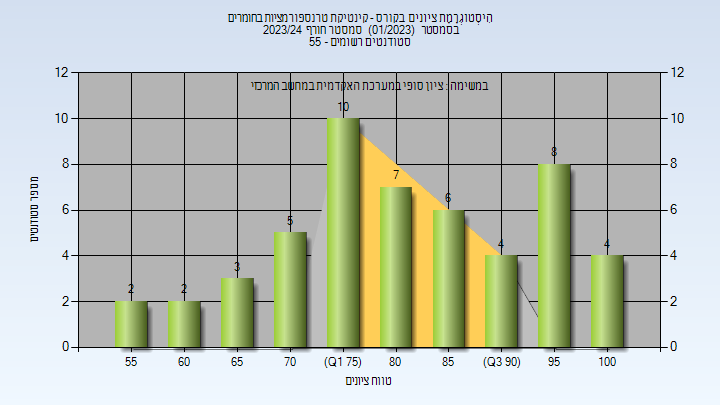 היסטוגרמת ציונים בקורס - קינטיקת טרנספורמציות בחומרים
בסמסטר (01/2023) סמסטר חורף 2023/24
סטודנטים רשומים - 55
במשימה : ציון סופי במערכת האקדמית במחשב המרכזי
מספר סטודנטים
12 12
10 10
8 8
6 6
4 4
2 2
0 0
2 2 3 5 10 7 6 4 8 4
55 60 65 70 (Q1 75) 80 85 (Q3 90) 95 100
טווח ציונים